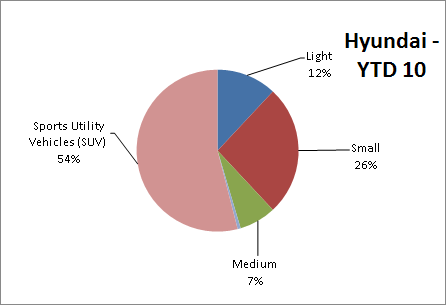 Hyundai -
YTD 10
Light
12%
Sports Utility
Vehicles (SUV)
54%
Small
26%
Medium
7%